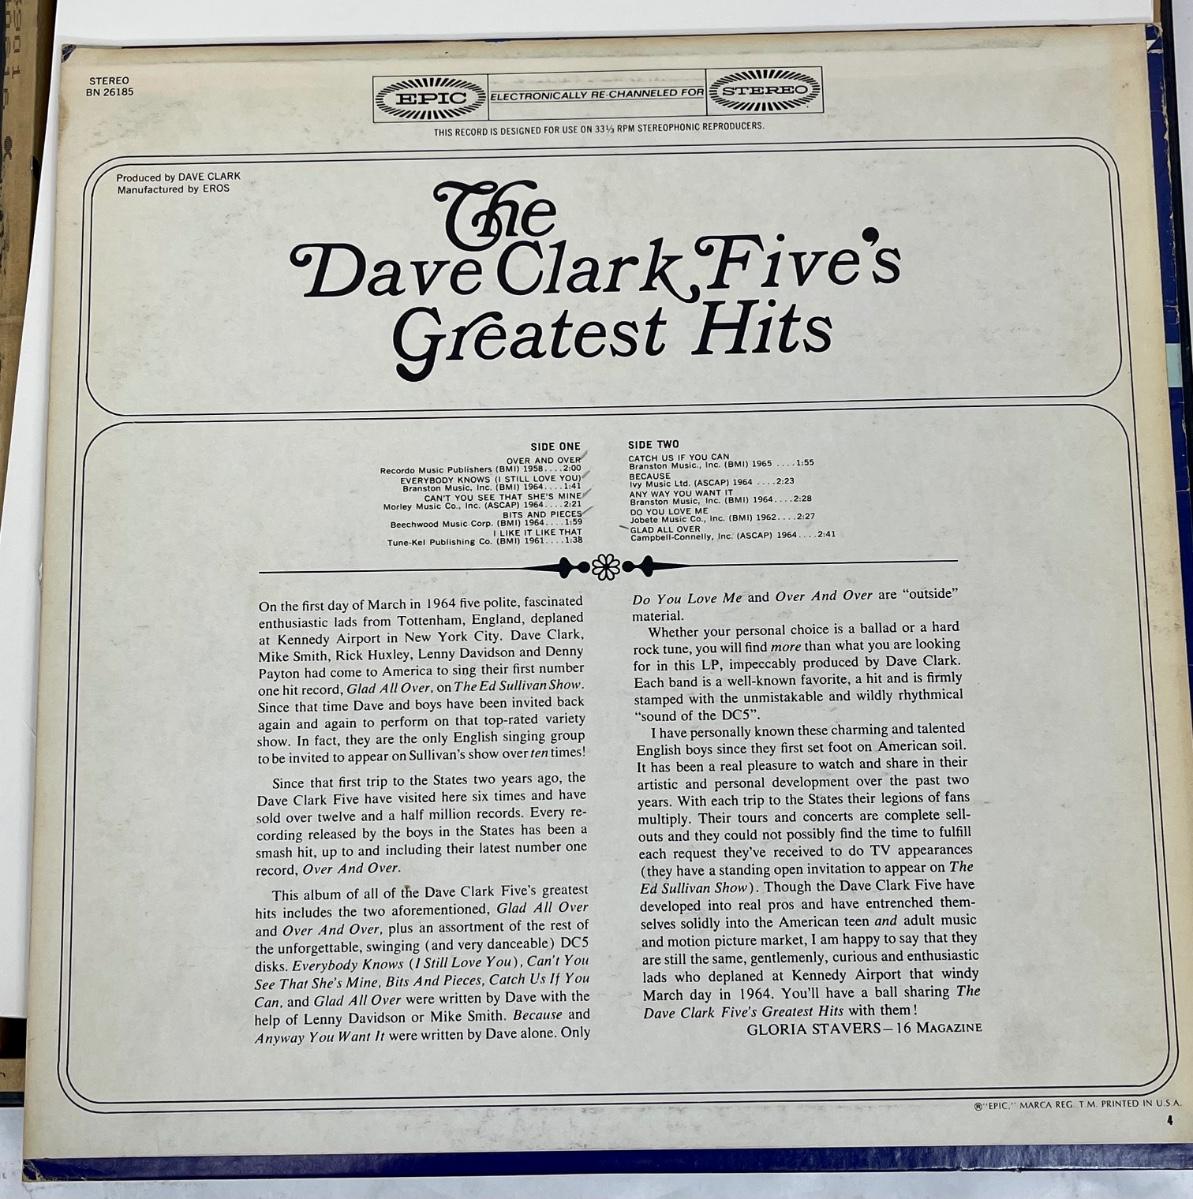 STEREO
BN 26185
EPIC ELECTRONICALLY RE-CHANNELED FOR STEREO
THIS RECORD IS DESIGNED FOR USE ON 33⅓ RPM STEREOPHONIC REPRODUCERS.
Produced by DAVE CLARK
Manufactured by EROS
The
Dave Clark Five's
Greatest Hits
SIDE ONE
OVER AND OVER
Recordo Music Publishers (BMI) 1958....2:00
EVERYBODY KNOWS (I STILL LOVE YOU)
Branston Music, Inc. (BMI) 1964....1:41
CAN'T YOU SEE THAT SHE'S MINE
Morley Music Co., Inc. (ASCAP) 1964....2:21
BITS AND PIECES
Beechwood Music Corp. (BMI) 1964....1:59
I LIKE IT LIKE THAT
Tune-Kel Publishing Co. (BMI) 1961....1:38
SIDE TWO
CATCH US IF YOU CAN
Branston Music., Inc. (BMI) 1965 ....1:55
BECAUSE
Ivy Music Ltd. (ASCAP) 1964 ....2:23
ANY WAY YOU WANT IT
Branston Music, Inc. (BMI) 1964....2:28
DO YOU LOVE ME
Jobete Music Co., Inc. (BMI) 1962....2:27
GLAD ALL OVER
Campbell-Connelly, Inc. (ASCAP) 1964....2:41
On the first day of March in 1964 five polite, fascinated
enthusiastic lads from Tottenham, England, deplaned
at Kennedy Airport in New York City. Dave Clark,
Mike Smith, Rick Huxley, Lenny Davidson and Denny
Payton had come to America to sing their first number
one hit record, Glad All Over, on The Ed Sullivan Show.
Since that time Dave and boys have been invited back
again and again to perform on that top-rated variety
show. In fact, they are the only English singing group
to be invited to appear on Sullivan's show over ten times!
Since that first trip to the States two years ago, the
Dave Clark Five have visited here six times and have
sold over twelve and a half million records. Every re-
cording released by the boys in the States has been a
smash hit, up to and including their latest number one
record, Over And Over.
This album of all of the Dave Clark Five's greatest
hits includes the two aforementioned, Glad All Over
and Over And Over, plus an assortment of the rest of
the unforgettable, swinging (and very danceable) DC5
disks. Everybody Knows (I Still Love You), Can't You
See That She's Mine, Bits And Pieces, Catch Us If You
Can, and Glad All Over were written by Dave with the
help of Lenny Davidson or Mike Smith. Because and
Anyway You Want It were written by Dave alone. Only
Do You Love Me and Over And Over are "outside"
material.
Whether your personal choice is a ballad or a hard
rock tune, you will find more than what you are looking
for in this LP, impeccably produced by Dave Clark.
Each band is a well-known favorite, a hit and is firmly
stamped with the unmistakable and wildly rhythmical
"sound of the DC5".
I have personally known these charming and talented
English boys since they first set foot on American soil.
It has been a real pleasure to watch and share in their
artistic and personal development over the past two
years. With each trip to the States their legions of fans
multiply. Their tours and concerts are complete sell-
outs and they could not possibly find the time to fulfill
each request they've received to do TV appearances
(they have a standing open invitation to appear on The
Ed Sullivan Show). Though the Dave Clark Five have
developed into real pros and have entrenched them-
selves solidly into the American teen and adult music
and motion picture market, I am happy to say that they
are still the same, gentlemenly, curious and enthusiastic
lads who deplaned at Kennedy Airport that windy
March day in 1964. You'll have a ball sharing The
Dave Clark Five's Greatest Hits with them!
GLORIA STAVERS—16 MAGAZINE
®"EPIC," MARCA REG. T.M. PRINTED IN U.S.A.
4